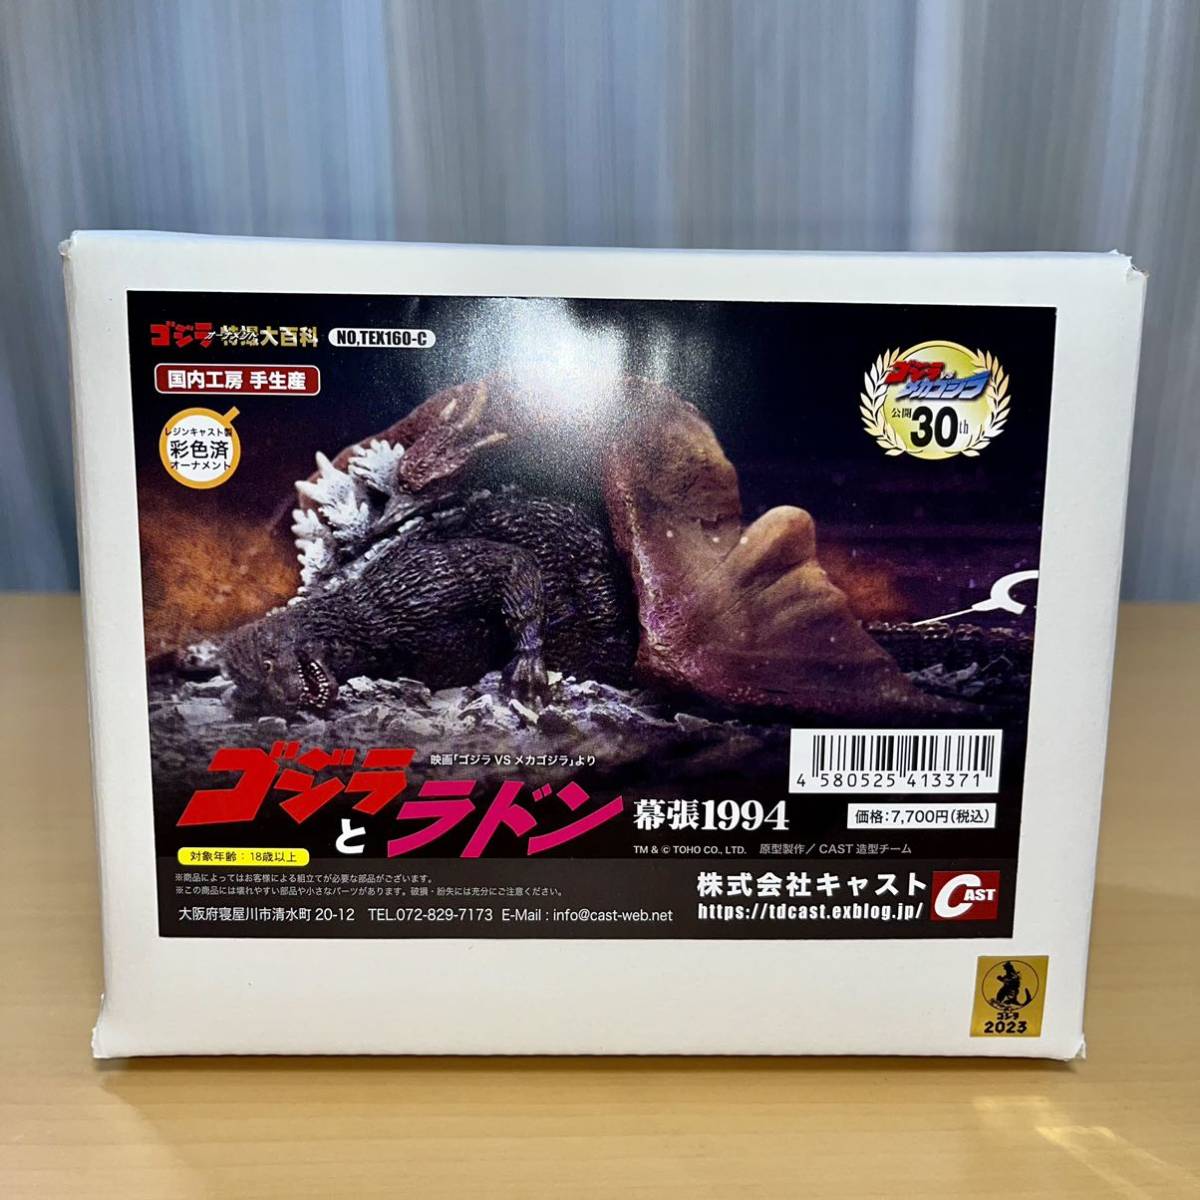 ゴジラ 特撮大百科
オーナメント
NO,TEX160-C
国内工房 手生産
レジンキャスト製
彩色済
オーナメント
ゴジラ
VS
メカゴジラ
公開
30th
映画「ゴジラ VS メカゴジラ」より
ゴジラ
と
ラドン
幕張1994
4 580525 413371
価格:7,700円(税込)
TM & © TOHO CO., LTD. 原型製作／CAST 造型チーム
対象年齢：18歳以上
※商品によってはお客様による組立てが必要な部品がございます。
※この商品には壊れやすい部品や小さなパーツがあります。破損・紛失には充分にご注意ください。
大阪府寝屋川市清水町 20-12 TEL.072-829-7173 E-Mail : info@cast-web.net
株式会社キャスト
https://tdcast.exblog.jp/
CAST
ゴジラ
2023